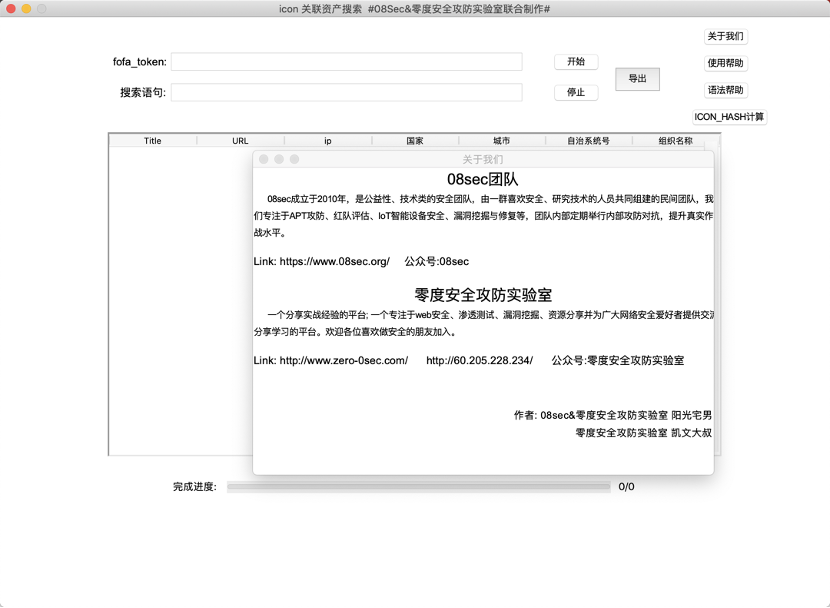 icon 关联资产搜索 #08Sec&零度安全攻防实验室联合制作#
关于我们
fofa_token:
开始
使用帮助
导出
搜索语句:
停止
语法帮助
ICON_HASH计算
Title URL ip 国家 城市 自治系统号 组织名称
关于我们
08sec团队
08sec成立于2010年，是公益性、技术类的安全团队，由一群喜欢安全、研究技术的人员共同组建的民间团队，我
们专注于APT攻防、红队评估、IoT智能设备安全、漏洞挖掘与修复等，团队内部定期举行内部攻防对抗，提升真实作
战水平。
Link: https://www.08sec.org/ 公众号:08sec
零度安全攻防实验室
一个分享实战经验的平台; 一个专注于web安全、渗透测试、漏洞挖掘、资源分享并为广大网络安全爱好者提供交流
分享学习的平台。欢迎各位喜欢做安全的朋友加入。
Link: http://www.zero-0sec.com/ http://60.205.228.234/ 公众号:零度安全攻防实验室
作者: 08sec&零度安全攻防实验室 阳光宅男
零度安全攻防实验室 凯文大叔
完成进度: 0/0